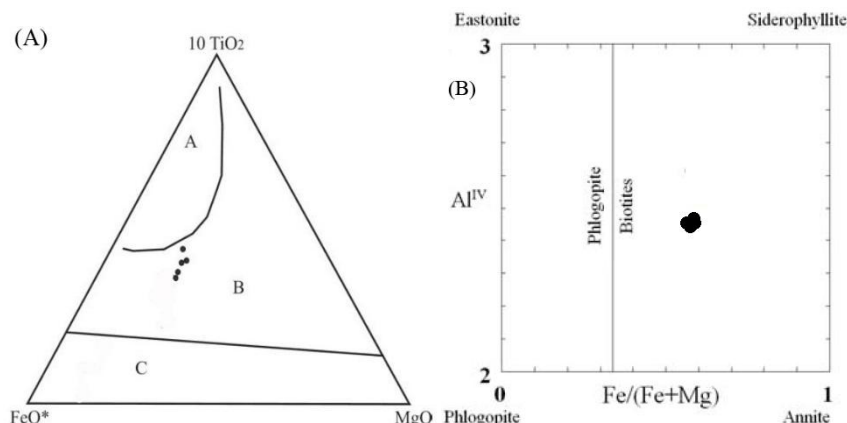 (A)
10 TiO₂
A
B
C
FeO*
MgO
Eastonite
Siderophyllite
3
(B)
Al^IV
Phlogopite
Biotites
2
0
Fe/(Fe+Mg)
1
Phlogopite
Annite